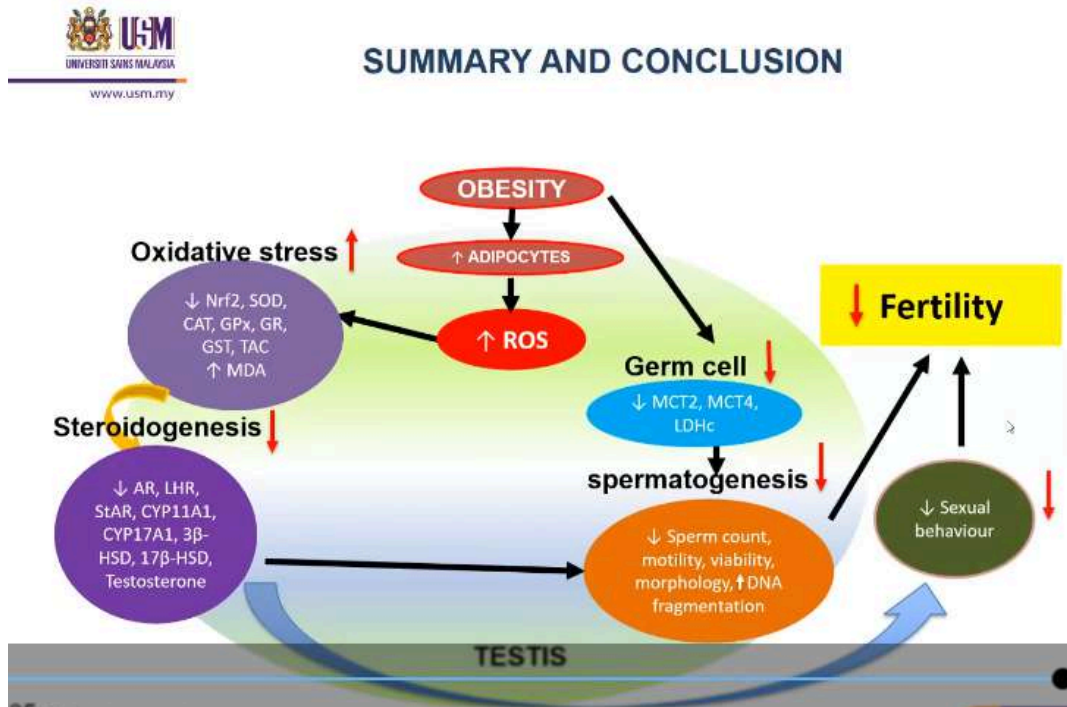 USM
UNIVERSITI SAINS MALAYSIA
www.usm.my
SUMMARY AND CONCLUSION
OBESITY
↑ ADIPOCYTES
↑ ROS
Oxidative stress ↑
↓ Nrf2, SOD,
CAT, GPx, GR,
GST, TAC
↑ MDA
Steroidogenesis ↓
↓ AR, LHR,
StAR, CYP11A1,
CYP17A1, 3β-
HSD, 17β-HSD,
Testosterone
Germ cell ↓
↓ MCT2, MCT4,
LDHc
spermatogenesis ↓
↓ Sperm count,
motility, viability,
morphology,↑DNA
fragmentation
↓ Fertility
↓ Sexual
behaviour
TESTIS